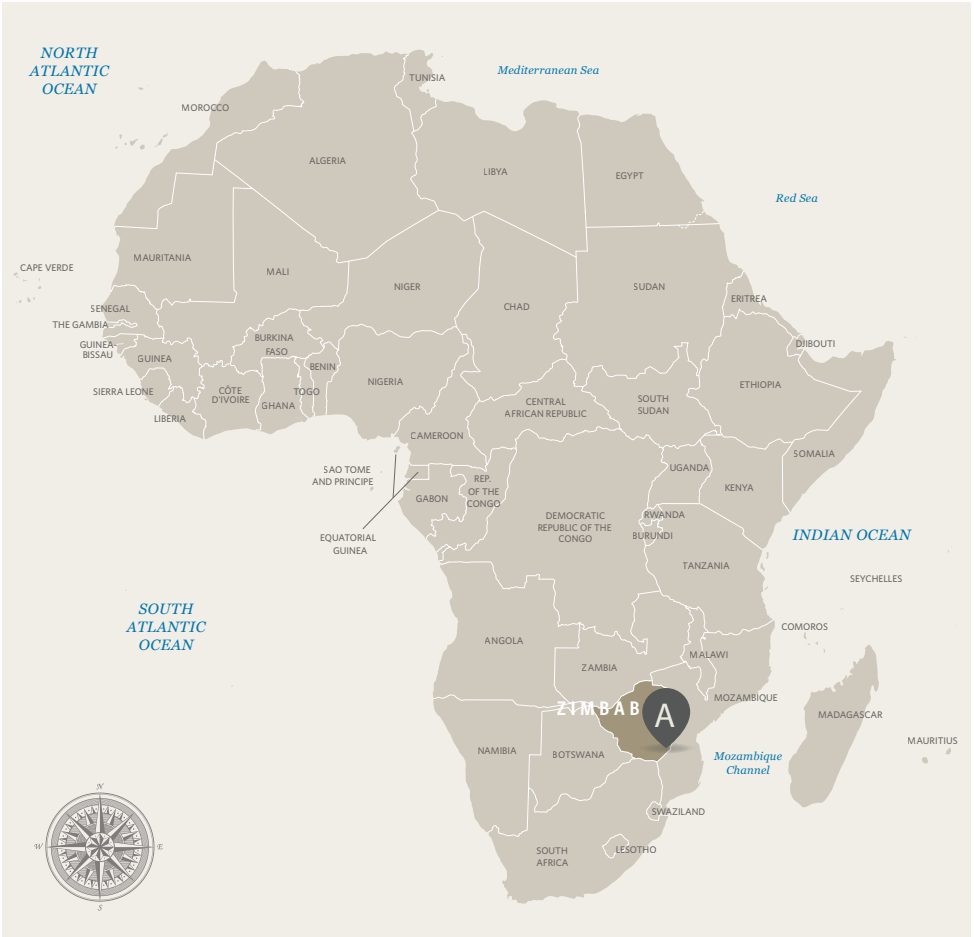 NORTH
ATLANTIC
OCEAN
Mediterranean Sea
TUNISIA
MOROCCO
ALGERIA
LIBYA
EGYPT
Red Sea
MAURITANIA
MALI
NIGER
CHAD
SUDAN
ERITREA
CAPE VERDE
SENEGAL
THE GAMBIA
GUINEA-
BISSAU
GUINEA
BURKINA
FASO
BENIN
DJIBOUTI
SIERRA LEONE
CÔTE
D'IVOIRE
GHANA
TOGO
NIGERIA
CENTRAL
AFRICAN REPUBLIC
SOUTH
SUDAN
ETHIOPIA
LIBERIA
CAMEROON
SOMALIA
SAO TOME
AND PRINCIPE
GABON
REP.
OF THE
CONGO
UGANDA
KENYA
DEMOCRATIC
REPUBLIC OF THE
CONGO
RWANDA
BURUNDI
EQUATORIAL
GUINEA
INDIAN OCEAN
TANZANIA
SEYCHELLES
SOUTH
ATLANTIC
OCEAN
ANGOLA
COMOROS
ZAMBIA
MALAWI
MOZAMBIQUE
ZIMBAB
A
MADAGASCAR
MAURITIUS
NAMIBIA
BOTSWANA
Mozambique
Channel
SWAZILAND
SOUTH
AFRICA
LESOTHO
N
W
E
S